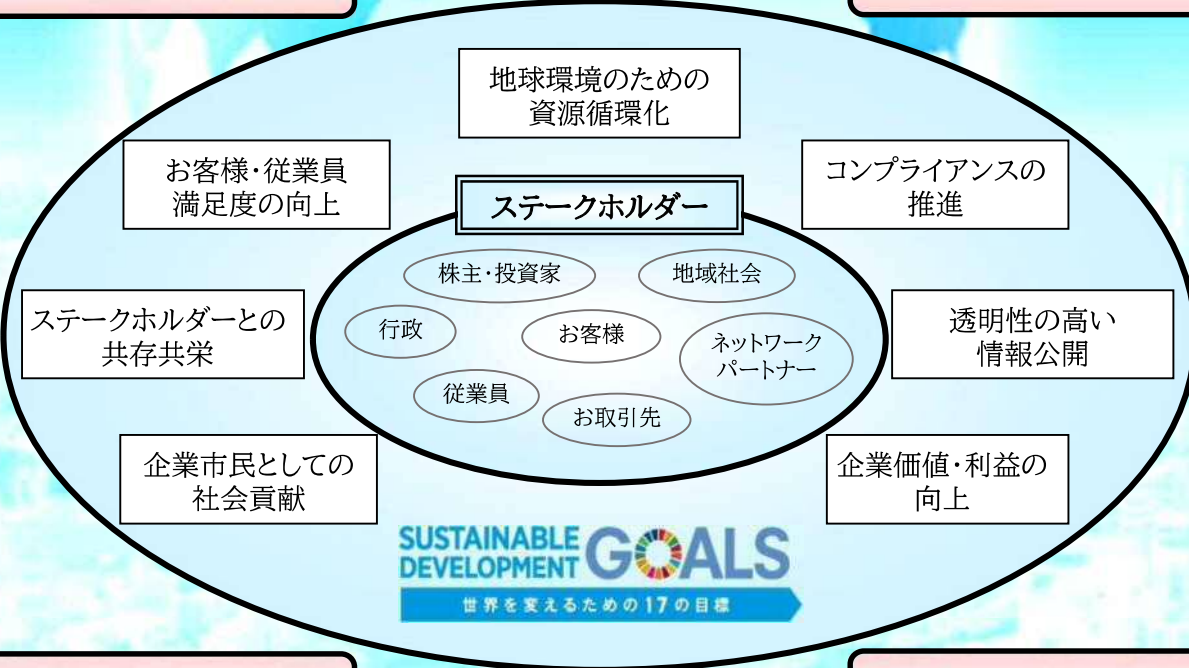 地球環境のための
資源循環化
お客様・従業員
満足度の向上
コンプライアンスの
推進
ステークホルダー
株主・投資家
地域社会
行政
お客様
ネットワーク
パートナー
従業員
お取引先
ステークホルダーとの
共存共栄
透明性の高い
情報公開
企業市民としての
社会貢献
企業価値・利益の
向上
SUSTAINABLE
DEVELOPMENT
GOALS
世界を変えるための17の目標